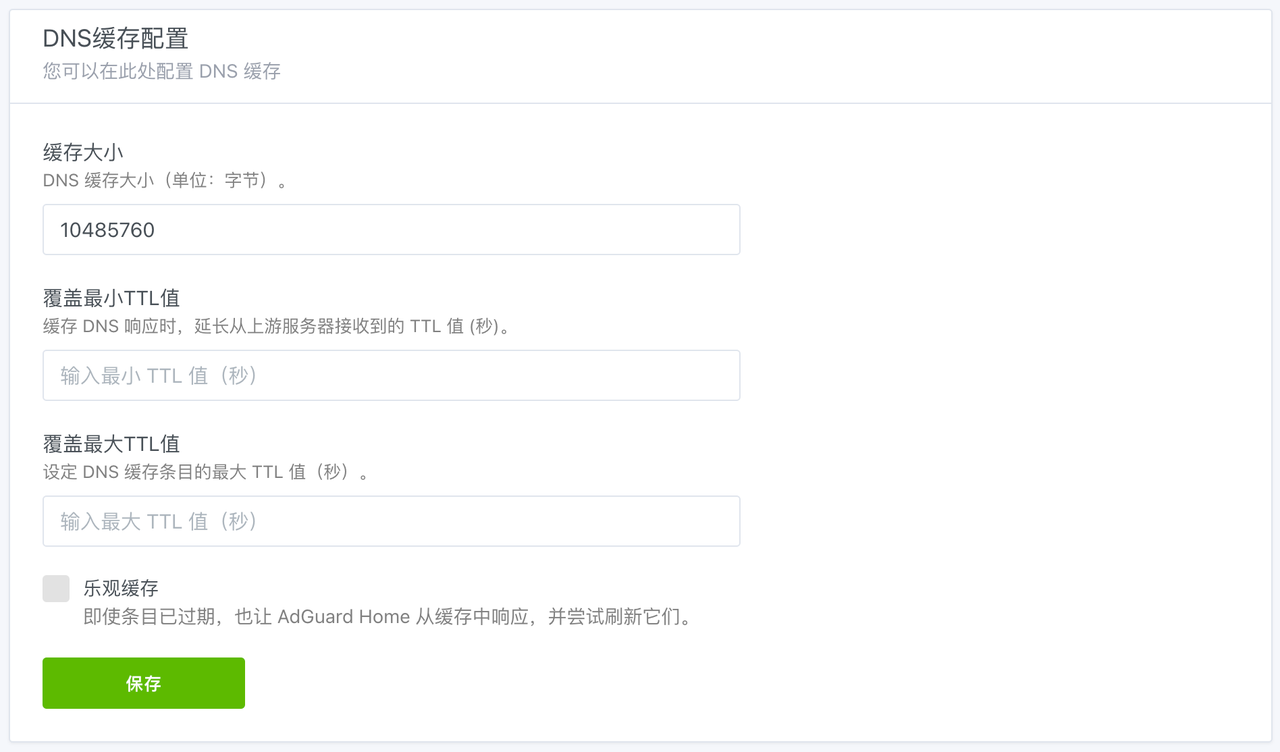 DNS缓存配置
您可以在此处配置 DNS 缓存
缓存大小
DNS 缓存大小（单位：字节）。
10485760
覆盖最小TTL值
缓存 DNS 响应时，延长从上游服务器接收到的 TTL 值 (秒)。
输入最小 TTL 值（秒）
覆盖最大TTL值
设定 DNS 缓存条目的最大 TTL 值（秒）。
输入最大 TTL 值（秒）
乐观缓存
即使条目已过期，也让 AdGuard Home 从缓存中响应，并尝试刷新它们。
保存